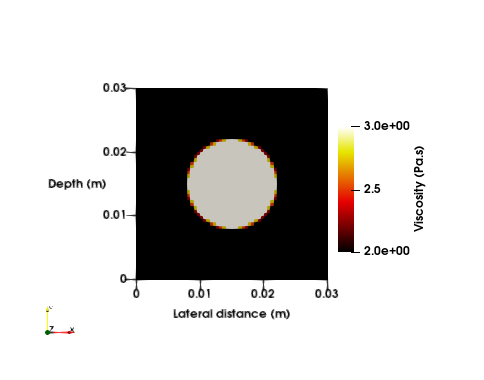 0.03
0.02
Depth (m)
0.01
0
0 0.01 0.02 0.03
Lateral distance (m)
3.0e+00
2.5
2.0e+00
Viscosity (Pa.s)
Z X